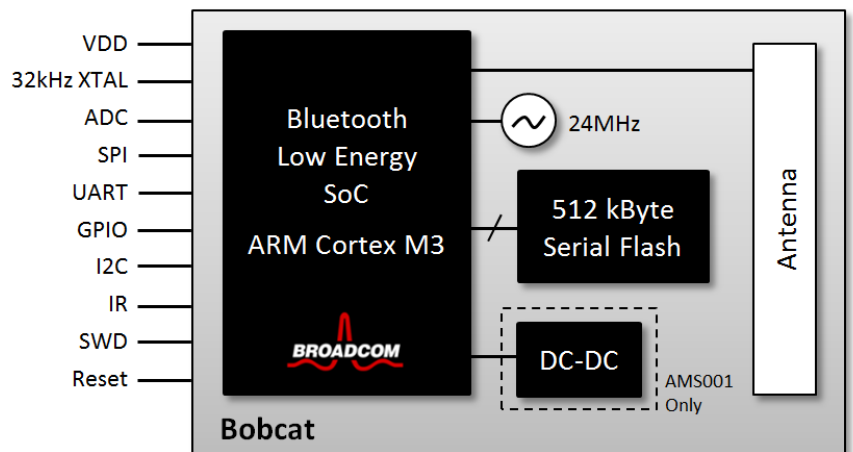 VDD
32kHz XTAL
ADC
SPI
UART
GPIO
I2C
IR
SWD
Reset
Bluetooth
Low Energy
SoC
ARM Cortex M3
BROADCOM
24MHz
512 kByte
Serial Flash
DC-DC
AMS001
Only
Antenna
Bobcat